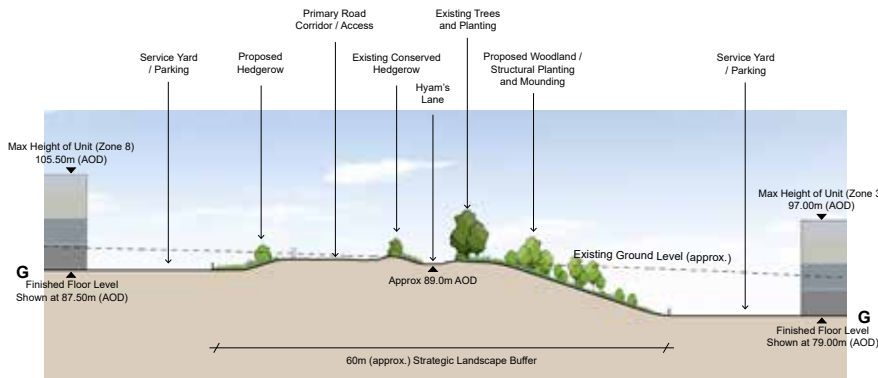 Primary Road
Corridor / Access
Existing Trees
and Planting
Service Yard
/ Parking
Proposed
Hedgerow
Existing Conserved
Hedgerow
Hyam's
Lane
Proposed Woodland /
Structural Planting
and Mounding
Service Yard
/ Parking
Max Height of Unit (Zone 8)
105.50m (AOD)
Max Height of Unit (Zone 3
97.00m (AOD)
Existing Ground Level (approx.)
G
Finished Floor Level
Shown at 87.50m (AOD)
Approx 89.0m AOD
G
Finished Floor Level
Shown at 79.00m (AOD)
60m (approx.) Strategic Landscape Buffer